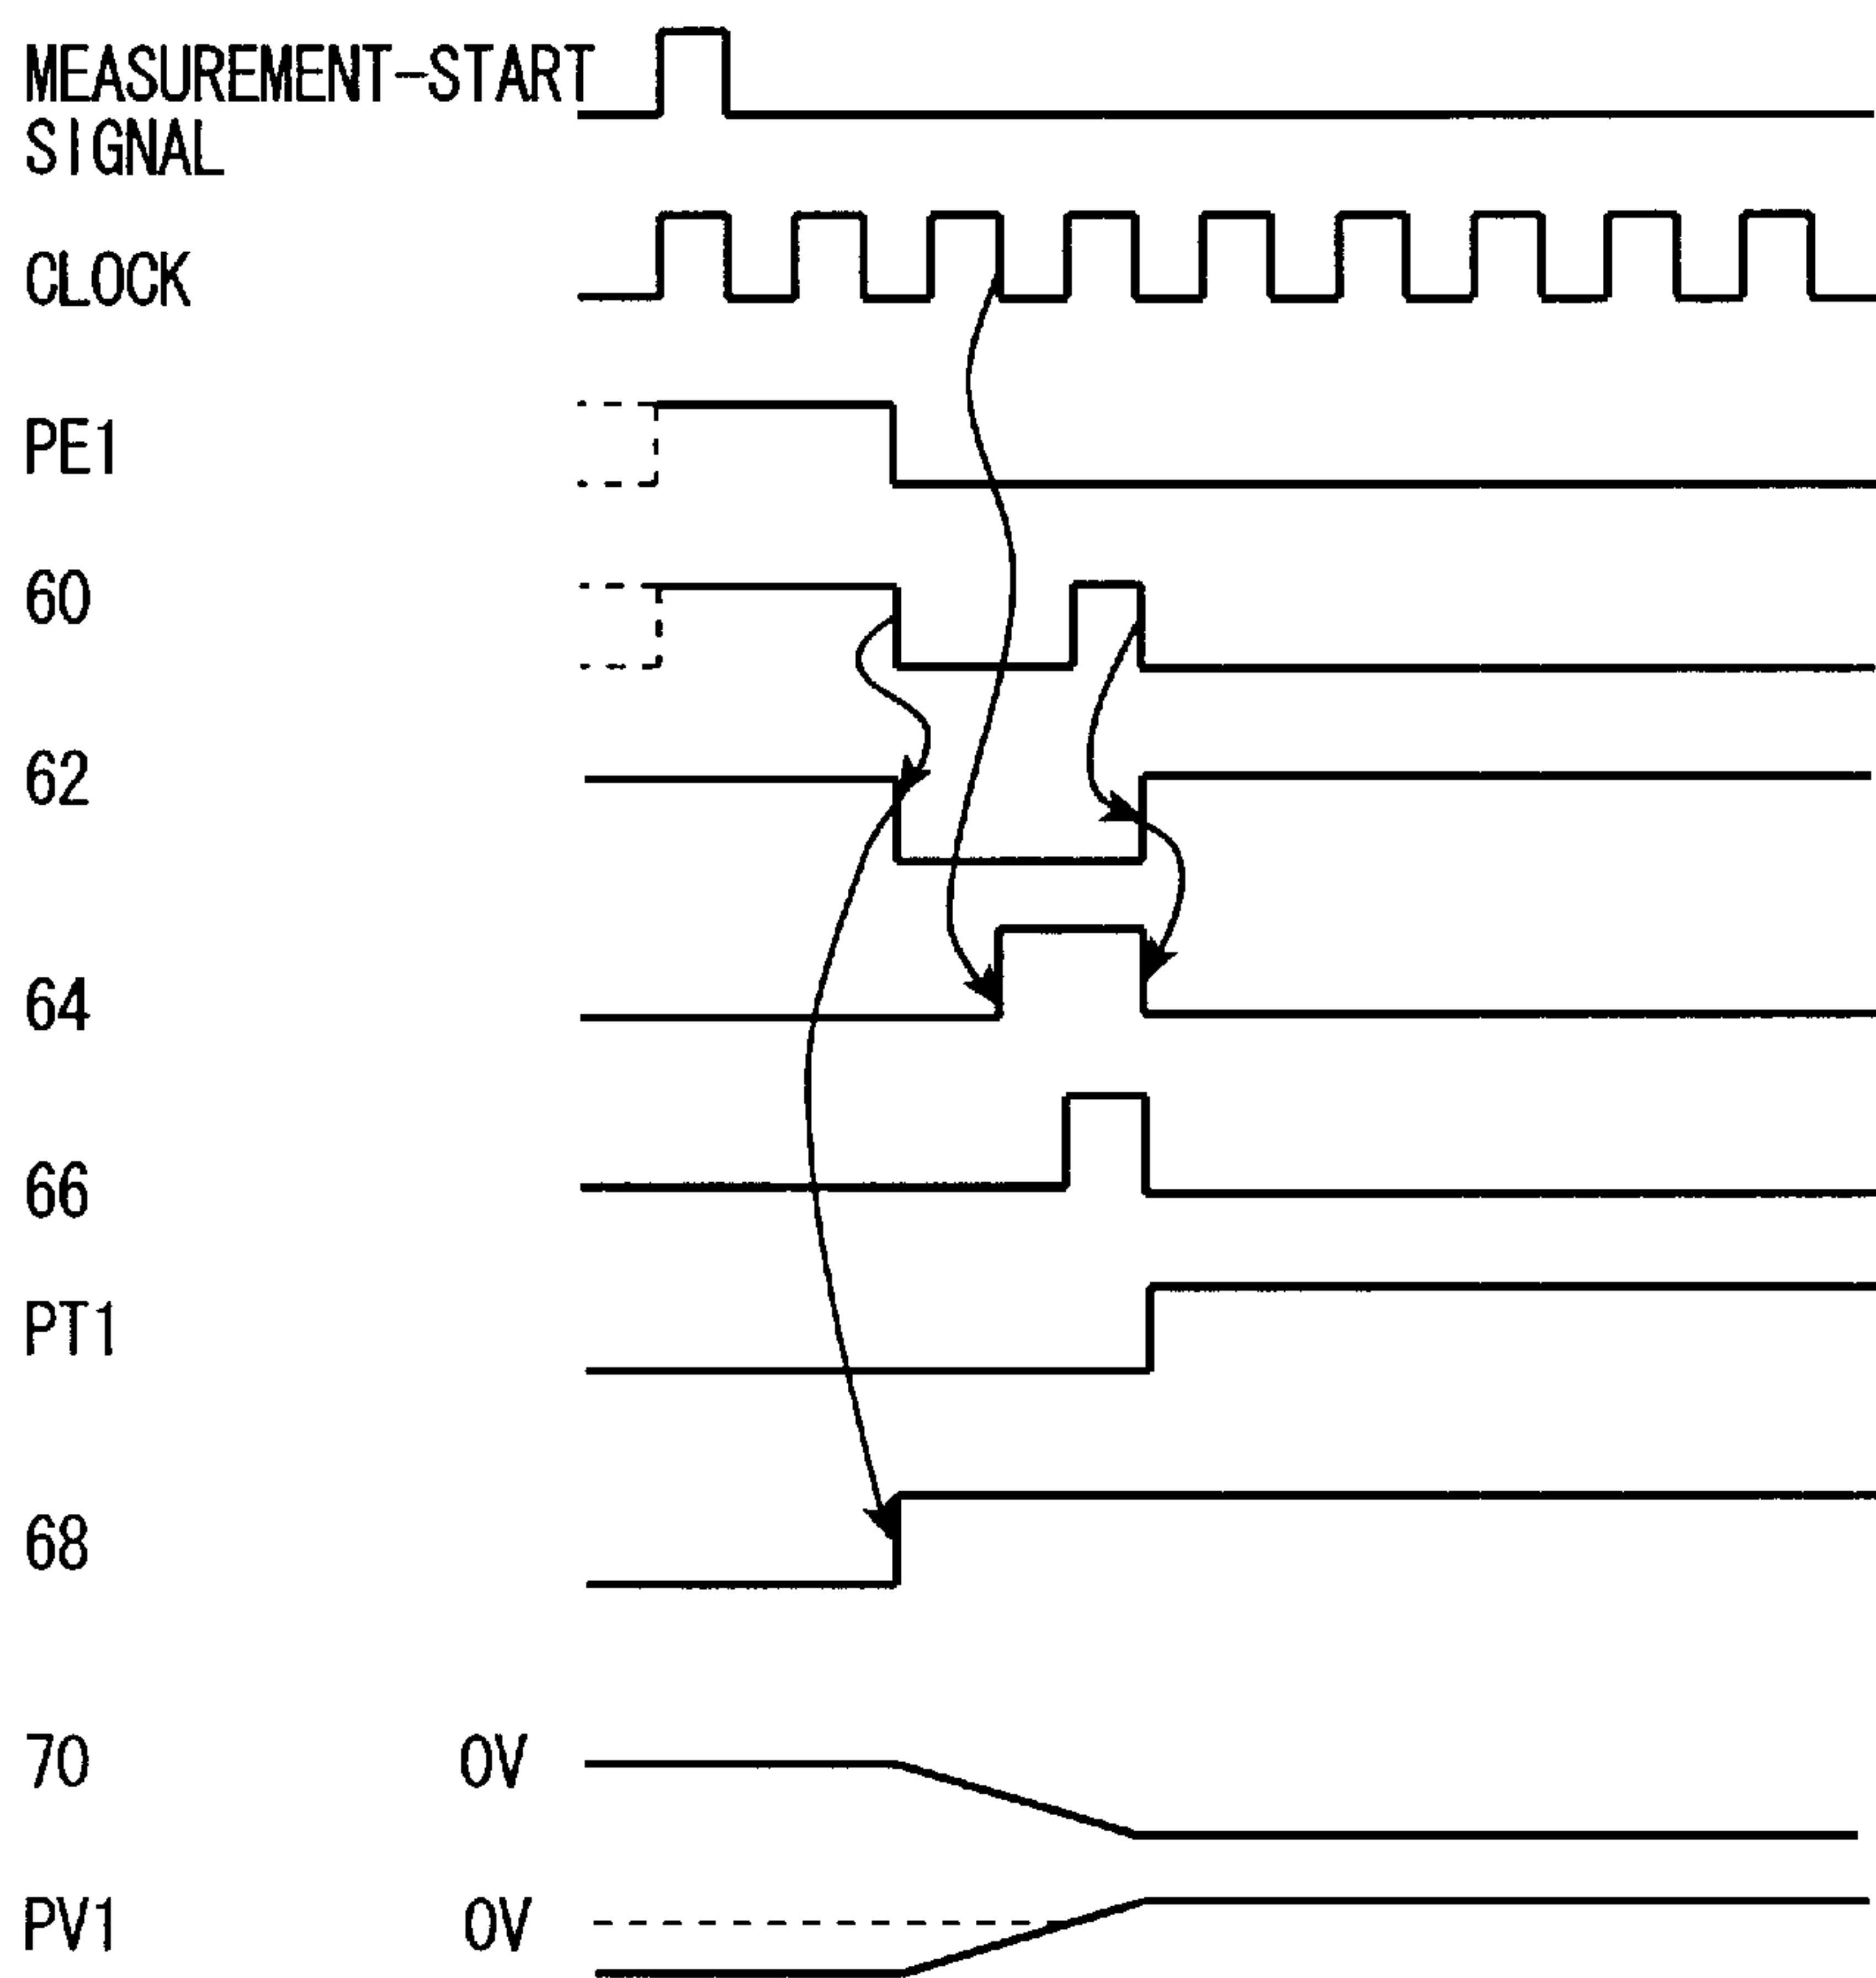 MEASUREMENT-START
SIGNAL
CLOCK
PE1
60
62
64
66
PT1
68
70 0V
PV1 0V